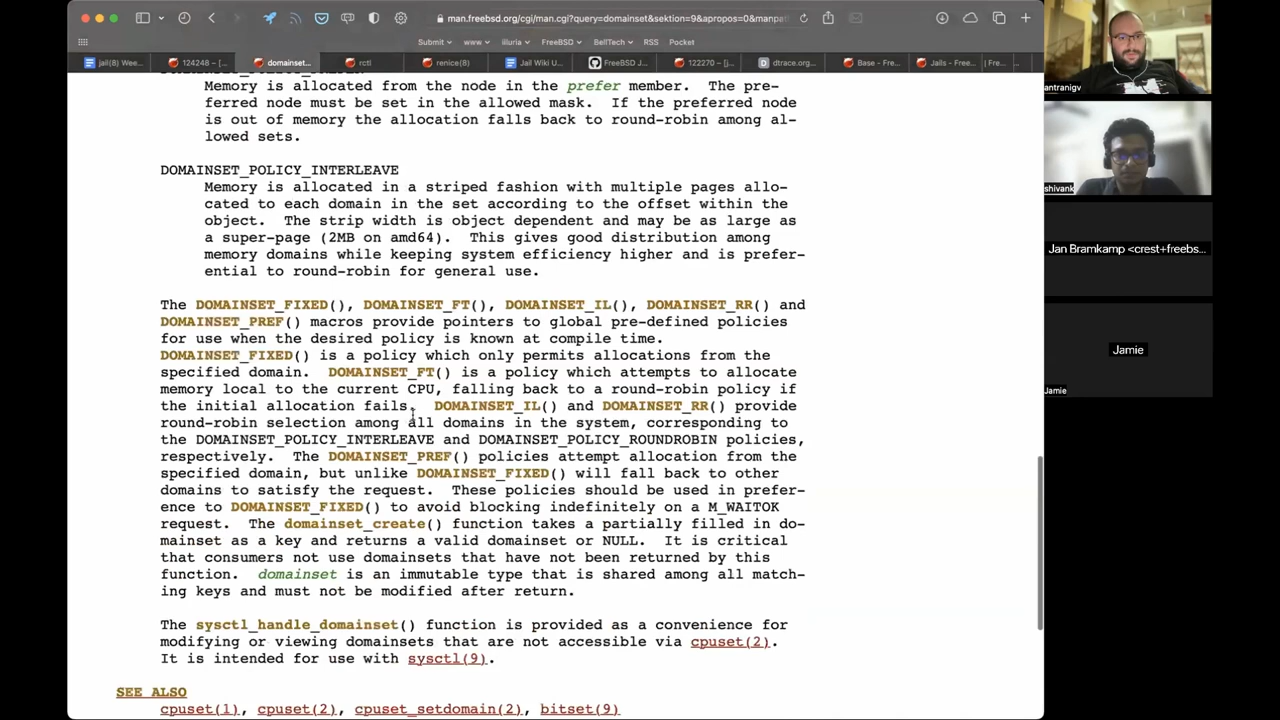 man.freebsd.org/cgi/man.cgi?query=domainset&sektion=9&apropos=0&manpat
Submit www illuria FreeBSD BellTech RSS Pocket
jail(8) Wee... 124248 – [... domainset... rctl renice(8) Jail Wiki U... FreeBSD J... 122270 – [j... dtrace.org... Base - Fre... Jails - Free... | Free...
Memory is allocated from the node in the prefer member. The pre-
ferred node must be set in the allowed mask. If the preferred node
is out of memory the allocation falls back to round-robin among al-
lowed sets.
DOMAINSET_POLICY_INTERLEAVE
Memory is allocated in a striped fashion with multiple pages allo-
cated to each domain in the set according to the offset within the
object. The strip width is object dependent and may be as large as
a super-page (2MB on amd64). This gives good distribution among
memory domains while keeping system efficiency higher and is prefer-
ential to round-robin for general use.
The DOMAINSET_FIXED(), DOMAINSET_FT(), DOMAINSET_IL(), DOMAINSET_RR() and
DOMAINSET_PREF() macros provide pointers to global pre-defined policies
for use when the desired policy is known at compile time.
DOMAINSET_FIXED() is a policy which only permits allocations from the
specified domain. DOMAINSET_FT() is a policy which attempts to allocate
memory local to the current CPU, falling back to a round-robin policy if
the initial allocation fails. DOMAINSET_IL() and DOMAINSET_RR() provide
round-robin selection among all domains in the system, corresponding to
the DOMAINSET_POLICY_INTERLEAVE and DOMAINSET_POLICY_ROUNDROBIN policies,
respectively. The DOMAINSET_PREF() policies attempt allocation from the
specified domain, but unlike DOMAINSET_FIXED() will fall back to other
domains to satisfy the request. These policies should be used in prefer-
ence to DOMAINSET_FIXED() to avoid blocking indefinitely on a M_WAITOK
request. The domainset_create() function takes a partially filled in do-
mainset as a key and returns a valid domainset or NULL. It is critical
that consumers not use domainsets that have not been returned by this
function. domainset is an immutable type that is shared among all match-
ing keys and must not be modified after return.
The sysctl_handle_domainset() function is provided as a convenience for
modifying or viewing domainsets that are not accessible via cpuset(2).
It is intended for use with sysctl(9).
SEE ALSO
cpuset(1), cpuset(2), cpuset_setdomain(2), bitset(9)
antranigv
shivank
Jan Bramkamp <crest+freebs...
Jamie
Jamie